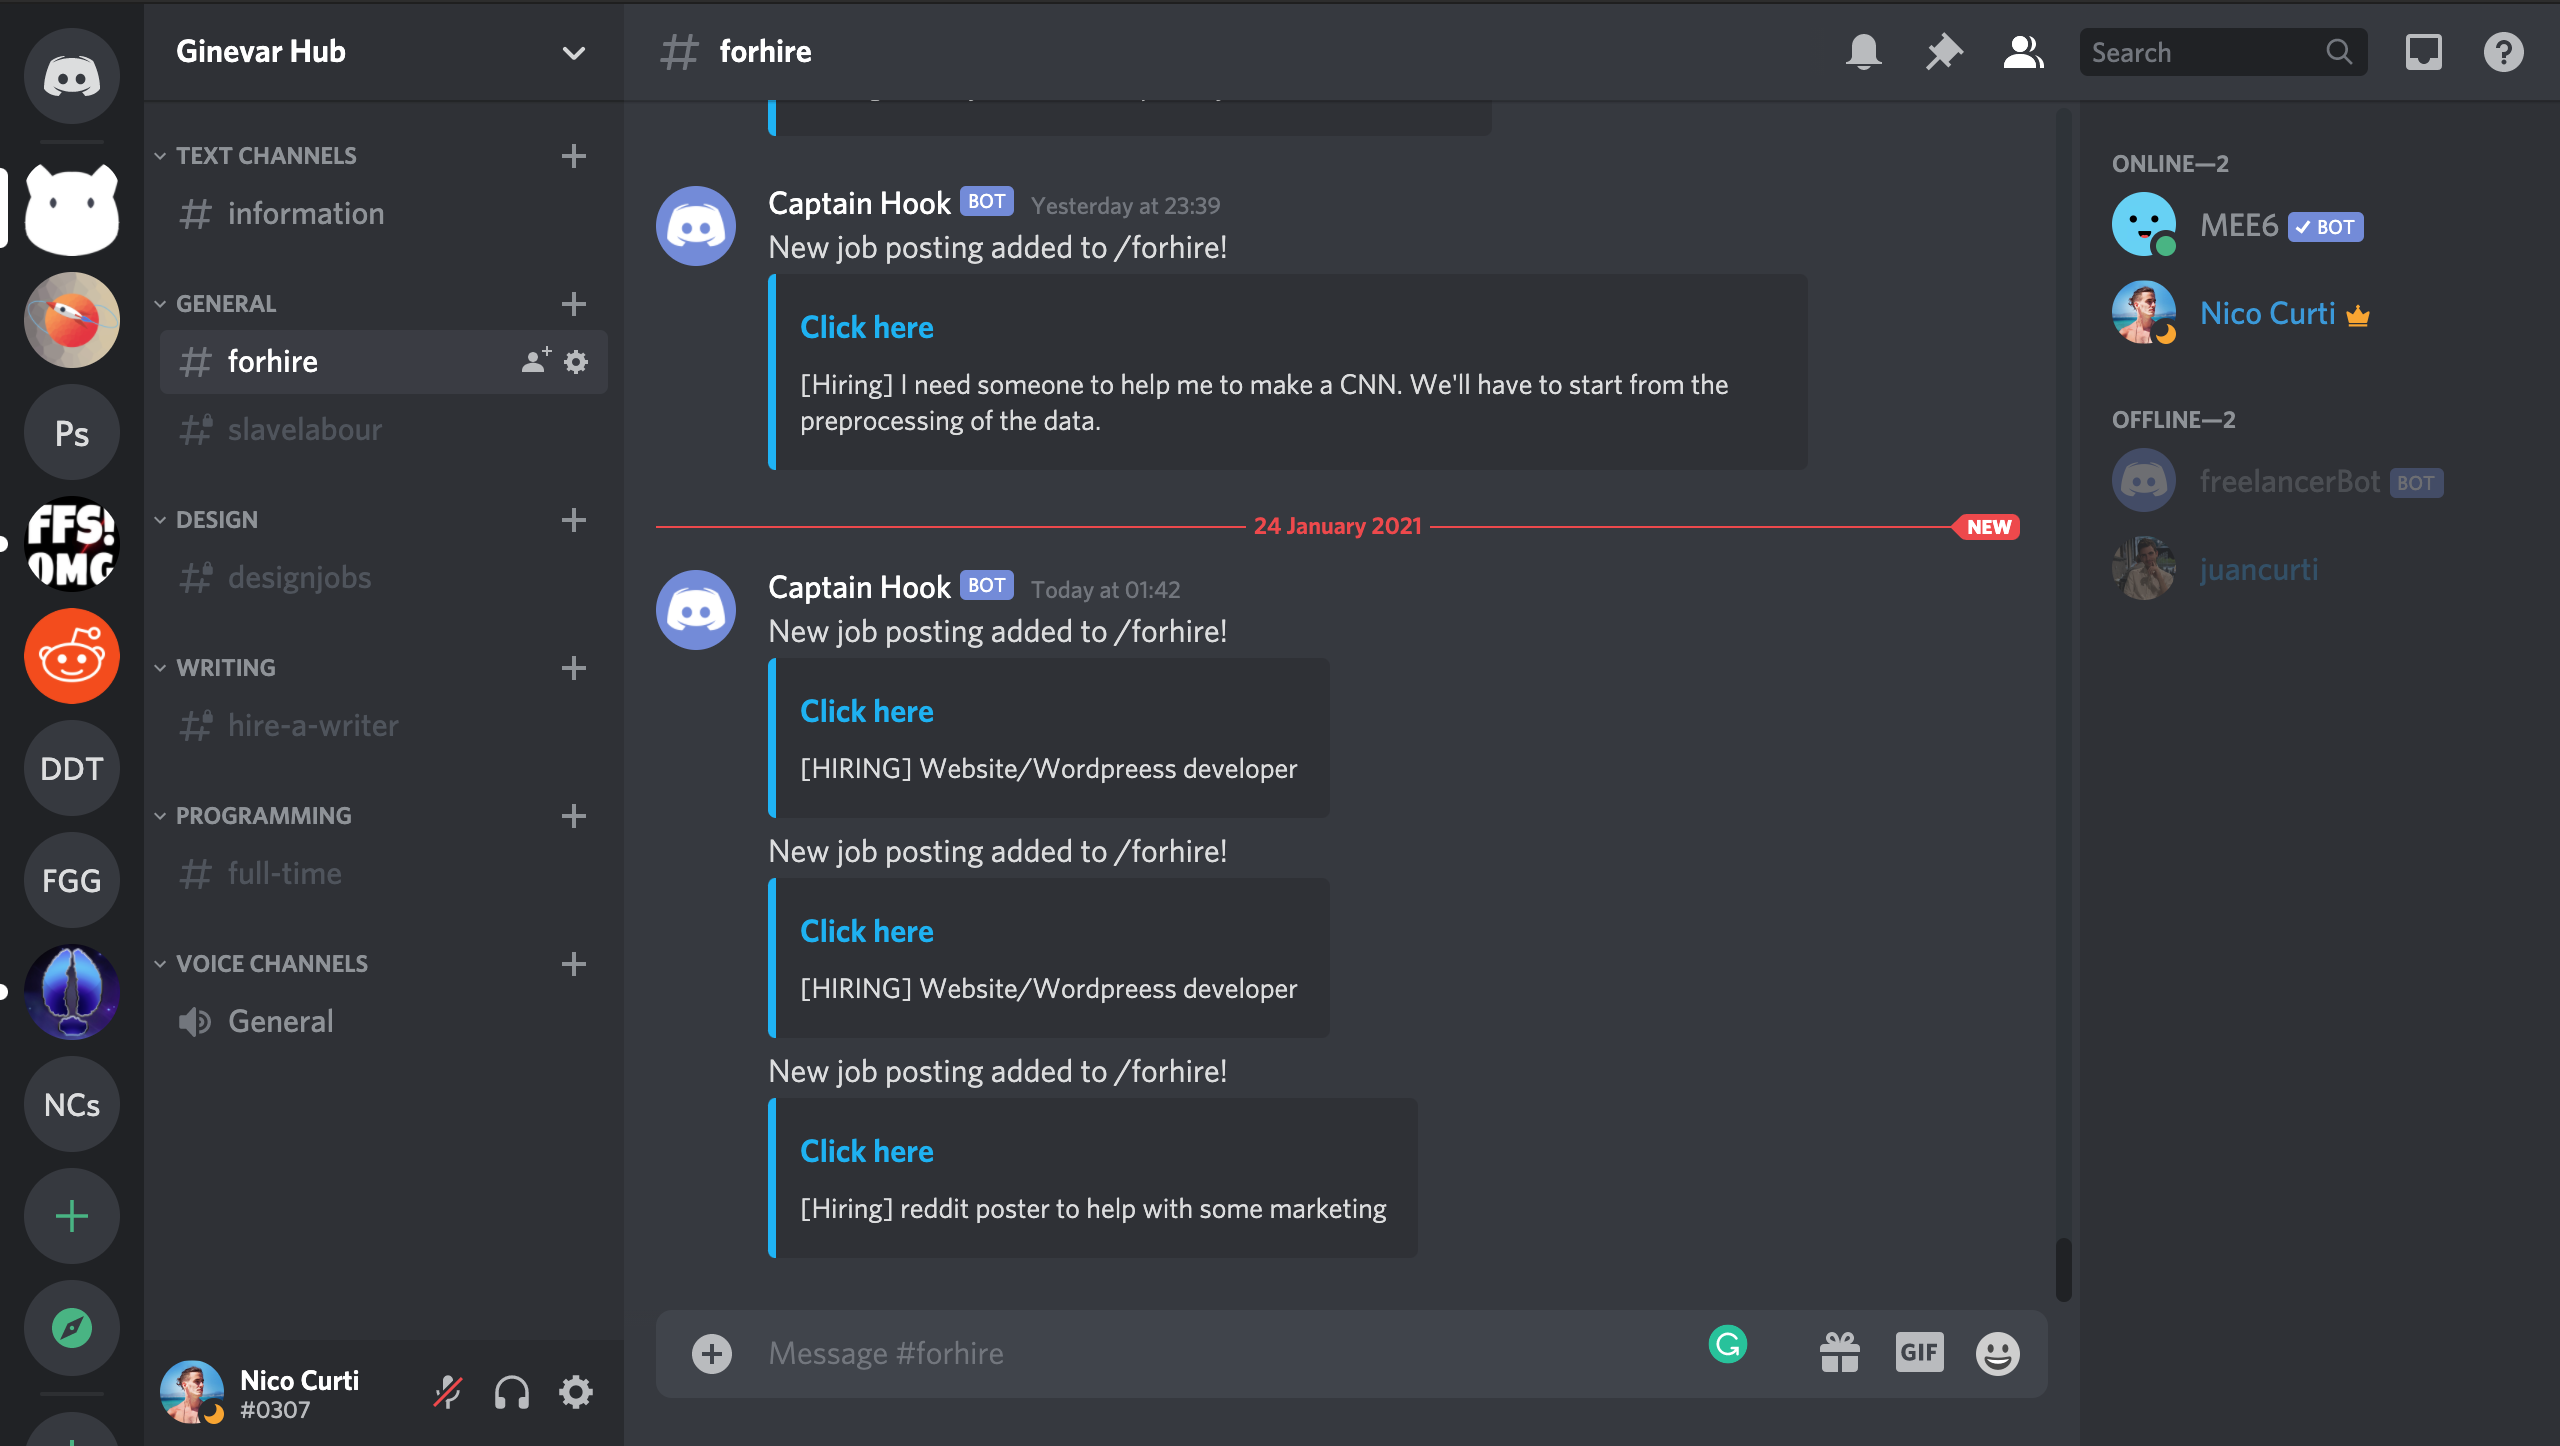 Ginevar Hub
TEXT CHANNELS
information
GENERAL
forhire
slavelabour
DESIGN
designjobs
WRITING
hire-a-writer
PROGRAMMING
full-time
VOICE CHANNELS
General
Ps
FFS!
OMG
DDT
FGG
NCs
Nico Curti
#0307
forhire
Search
Captain Hook BOT Yesterday at 23:39
New job posting added to /forhire!
Click here
[Hiring] I need someone to help me to make a CNN. We'll have to start from the
preprocessing of the data.
24 January 2021 NEW
Captain Hook BOT Today at 01:42
New job posting added to /forhire!
Click here
[HIRING] Website/Wordpreess developer
New job posting added to /forhire!
Click here
[HIRING] Website/Wordpreess developer
New job posting added to /forhire!
Click here
[Hiring] reddit poster to help with some marketing
Message #forhire
GIF
ONLINE—2
MEE6 BOT
Nico Curti
OFFLINE—2
freelancerBot BOT
juancurti